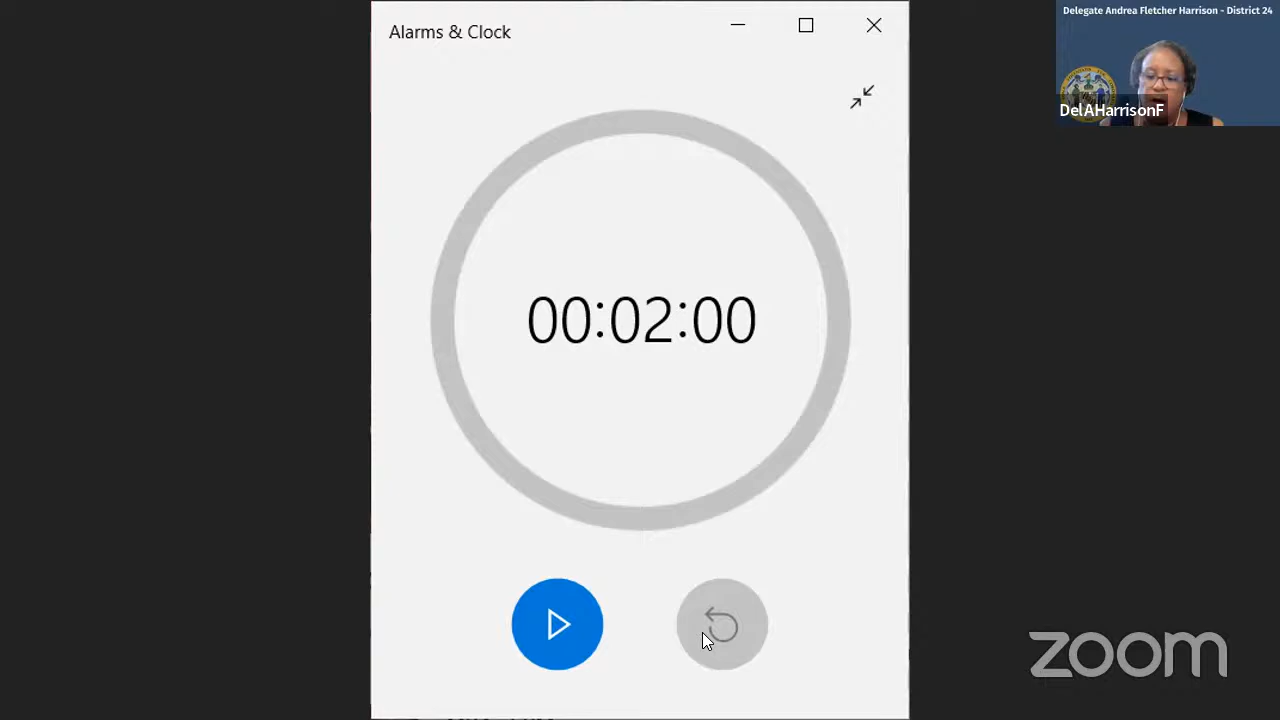 Alarms & Clock
Delegate Andrea Fletcher Harrison - District 24
DelAHarrisonF
00:02:00
zoom